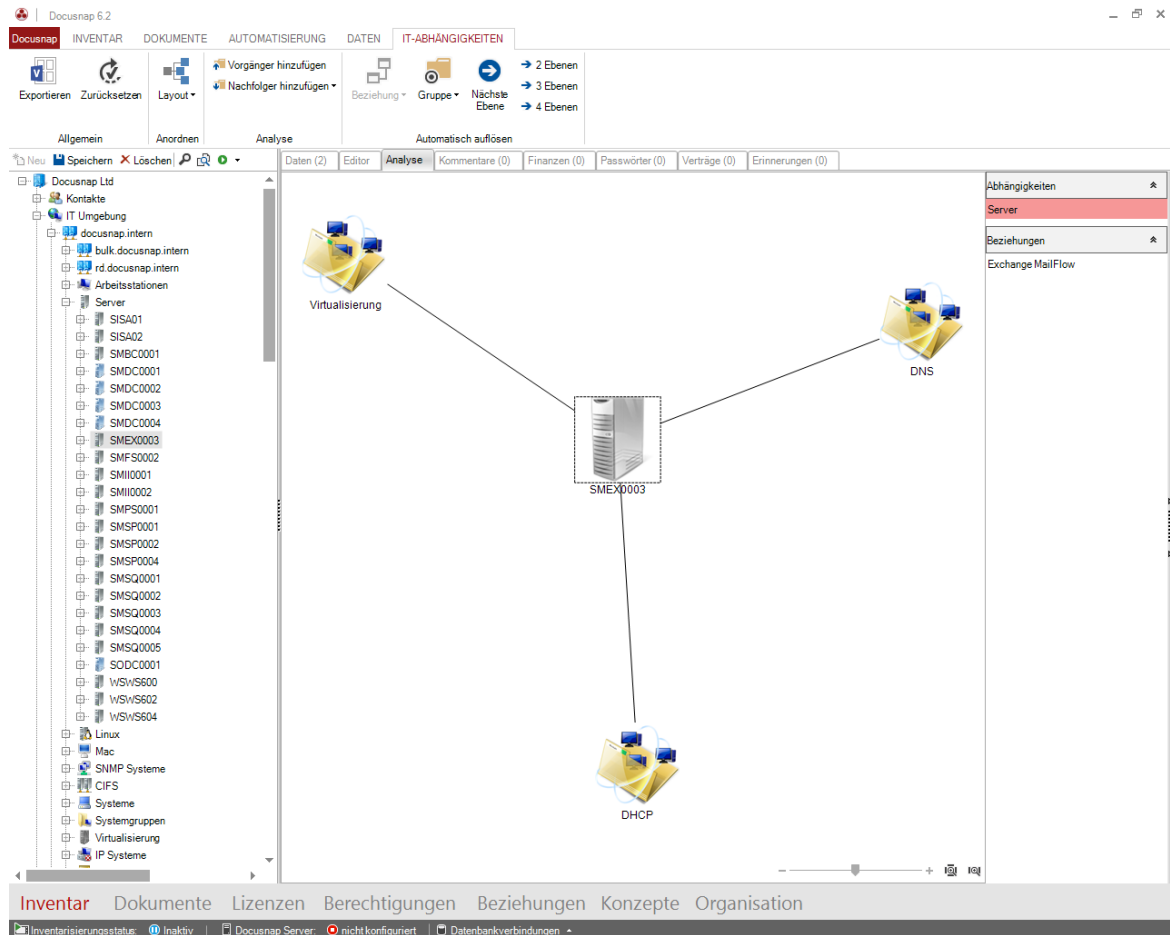 Docusnap 6.2
Docusnap INVENTAR DOKUMENTE AUTOMATISIERUNG DATEN IT-ABHÄNGIGKEITEN
Exportieren Zurücksetzen
Allgemein
Layout
Anordnen
Vorgänger hinzufügen
Nachfolger hinzufügen
Analyse
Beziehung Gruppe Nächste Ebene
2 Ebenen
3 Ebenen
4 Ebenen
Automatisch auflösen
Neu Speichern Löschen
Daten (2) Editor Analyse Kommentare (0) Finanzen (0) Passwörter (0) Verträge (0) Erinnerungen (0)
Docusnap Ltd
Kontakte
IT Umgebung
docusnap.intern
bulk.docusnap.intern
rd.docusnap.intern
Arbeitsstationen
Server
SISA01
SISA02
SMBC0001
SMDC0001
SMDC0002
SMDC0003
SMDC0004
SMEX0003
SMFS0002
SMII0001
SMII0002
SMPS0001
SMSP0001
SMSP0002
SMSP0004
SMSQ0001
SMSQ0002
SMSQ0003
SMSQ0004
SMSQ0005
SODC0001
WSWS600
WSWS602
WSWS604
Linux
Mac
SNMP Systeme
CIFS
Systeme
Systemgruppen
Virtualisierung
IP Systeme
Virtualisierung
DNS
SMEX0003
DHCP
Abhängigkeiten
Server
Beziehungen
Exchange MailFlow
Inventar Dokumente Lizenzen Berechtigungen Beziehungen Konzepte Organisation
Inventarisierungsstatus: Inaktiv | Docusnap Server: nicht konfiguriert | Datenbankverbindungen